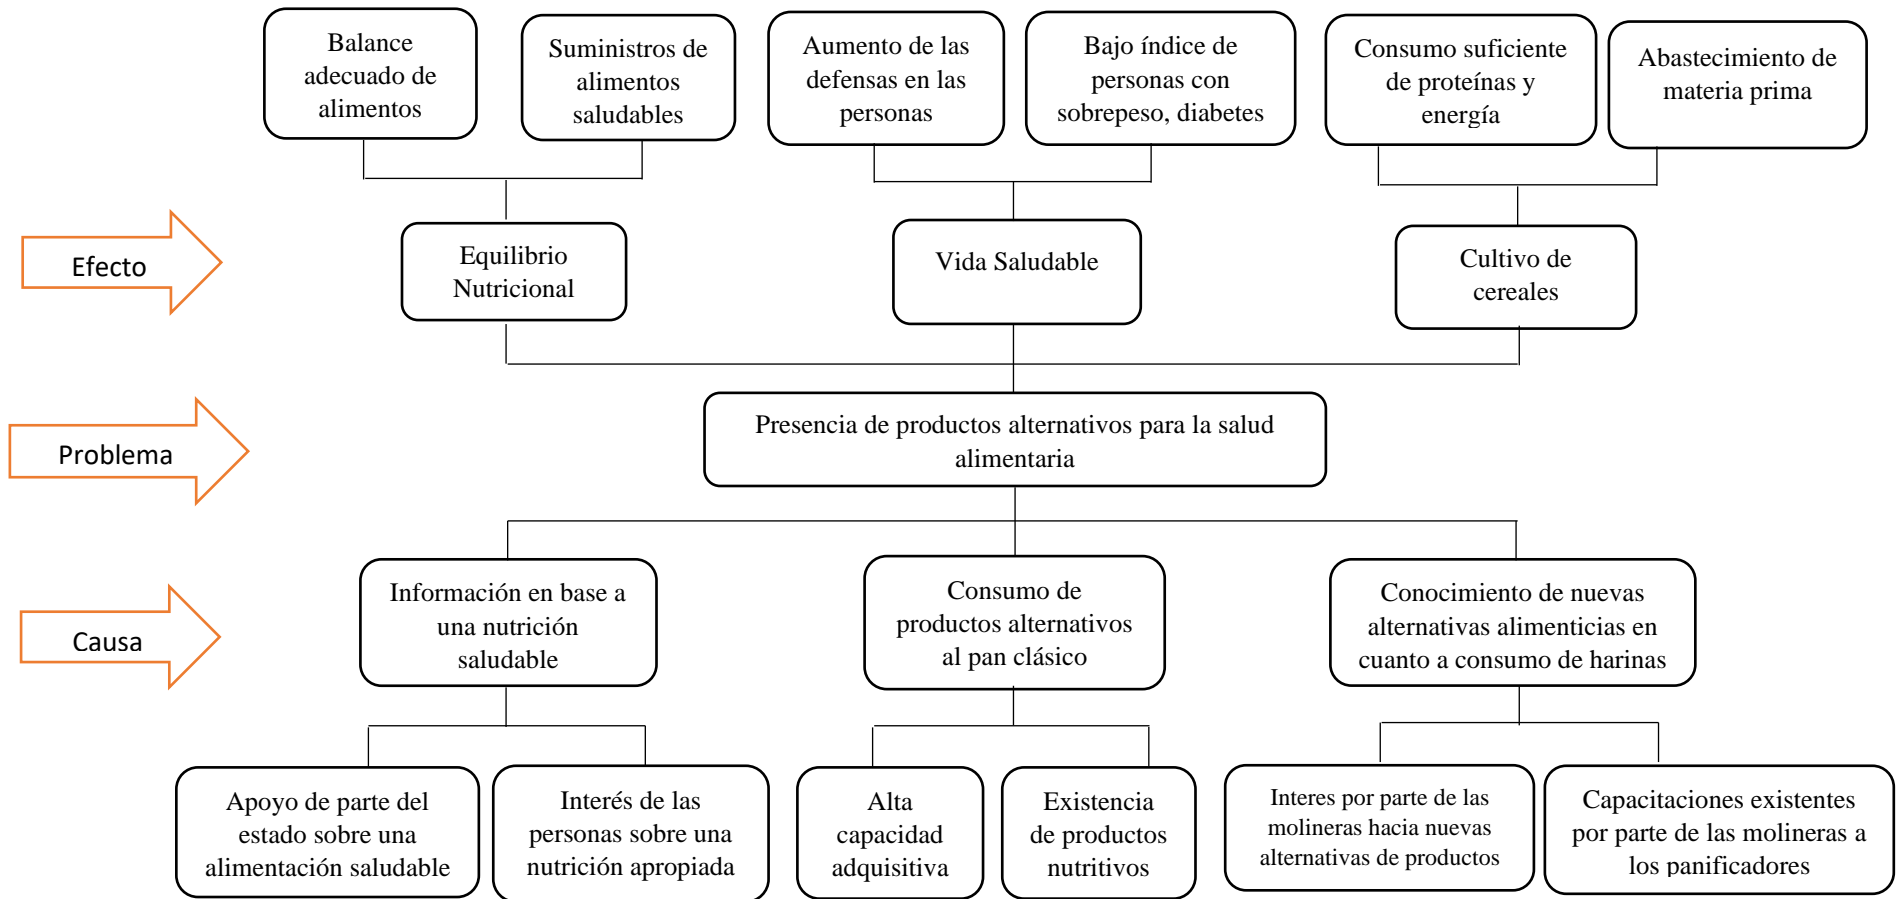 Balance
adecuado de
alimentos
Suministros de
alimentos
saludables
Aumento de las
defensas en las
personas
Bajo índice de
personas con
sobrepeso, diabetes
Consumo suficiente
de proteínas y
energía
Abastecimiento de
materia prima
Efecto
Equilibrio
Nutricional
Vida Saludable
Cultivo de
cereales
Problema
Presencia de productos alternativos para la salud
alimentaria
Causa
Información en base a
una nutrición
saludable
Consumo de
productos alternativos
al pan clásico
Conocimiento de nuevas
alternativas alimenticias en
cuanto a consumo de harinas
Apoyo de parte del
estado sobre una
alimentación saludable
Interés de las
personas sobre una
nutrición apropiada
Alta
capacidad
adquisitiva
Existencia
de productos
nutritivos
Interes por parte de las
molineras hacia nuevas
alternativas de productos
Capacitaciones existentes
por parte de las molineras a
los panificadores